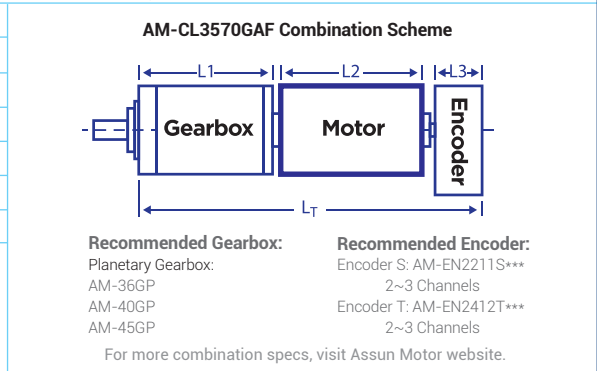 AM-CL3570GAF Combination Scheme
L1
L2
L3
Gearbox
Motor
Encoder
LT
Recommended Gearbox:
Planetary Gearbox:
AM-36GP
AM-40GP
AM-45GP
Recommended Encoder:
Encoder S: AM-EN2211S***
2~3 Channels
Encoder T: AM-EN2412T***
2~3 Channels
For more combination specs, visit Assun Motor website.